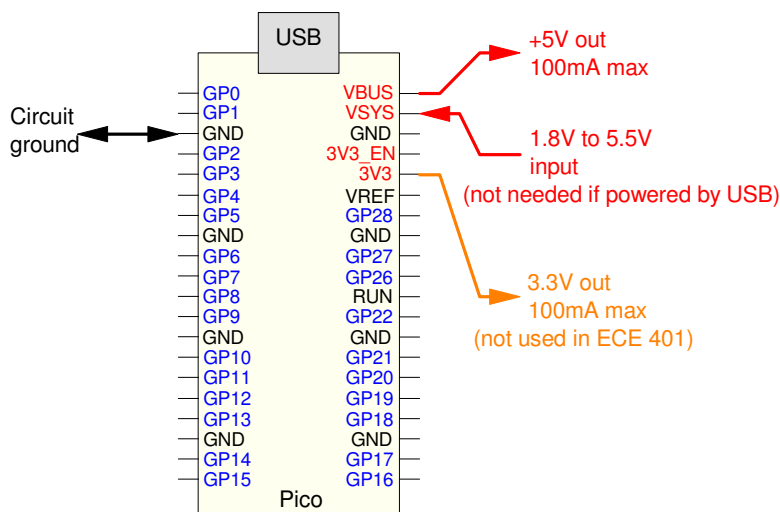 USB
+5V out
100mA max
Circuit
ground
GP0
GP1
GND
GP2
GP3
GP4
GP5
GND
GP6
GP7
GP8
GP9
GND
GP10
GP11
GP12
GP13
GND
GP14
GP15
VBUS
VSYS
GND
3V3_EN
3V3
VREF
GP28
GND
GP27
GP26
RUN
GP22
GND
GP21
GP20
GP19
GP18
GND
GP17
GP16
1.8V to 5.5V
input
(not needed if powered by USB)
3.3V out
100mA max
(not used in ECE 401)
Pico